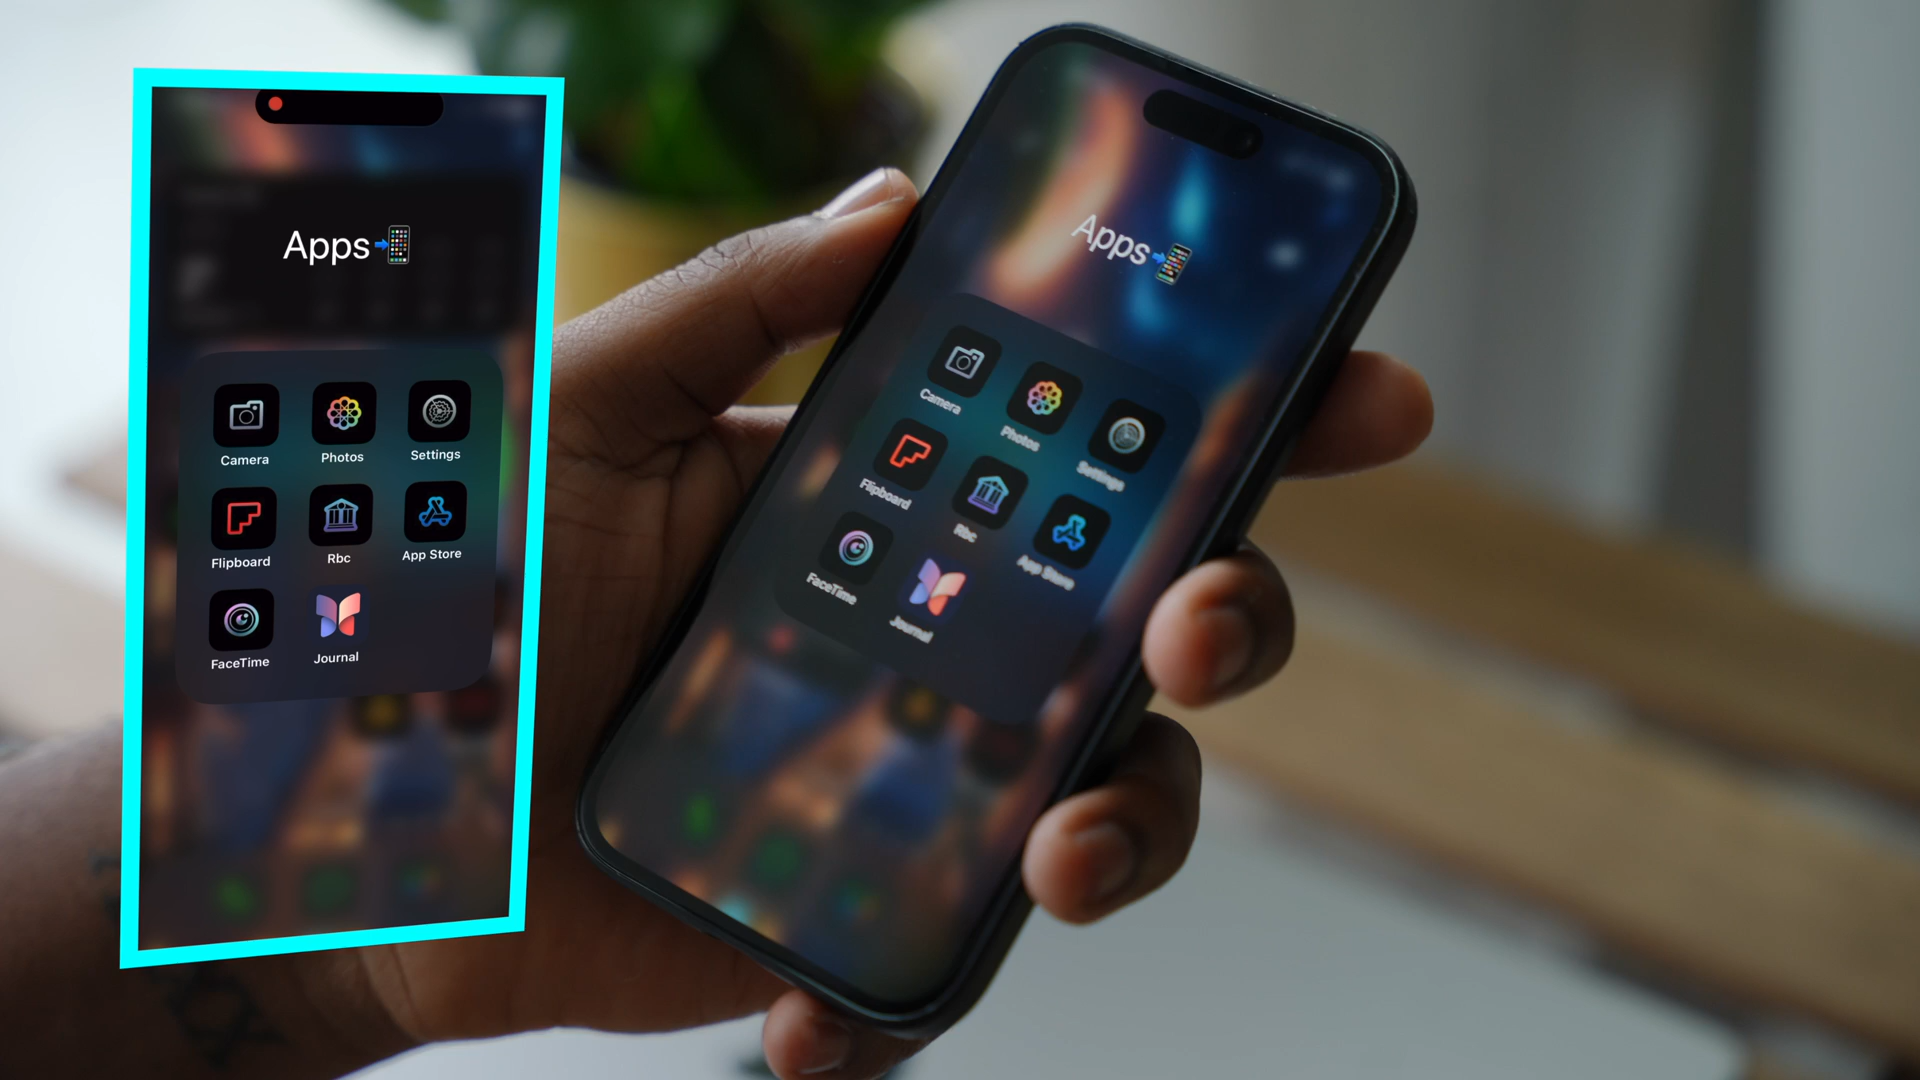 Apps📲
Camera Photos Settings
Flipboard Rbc App Store
FaceTime Journal
Apps📲
Camera Photos Settings
Flipboard Rbc App Store
FaceTime Journal